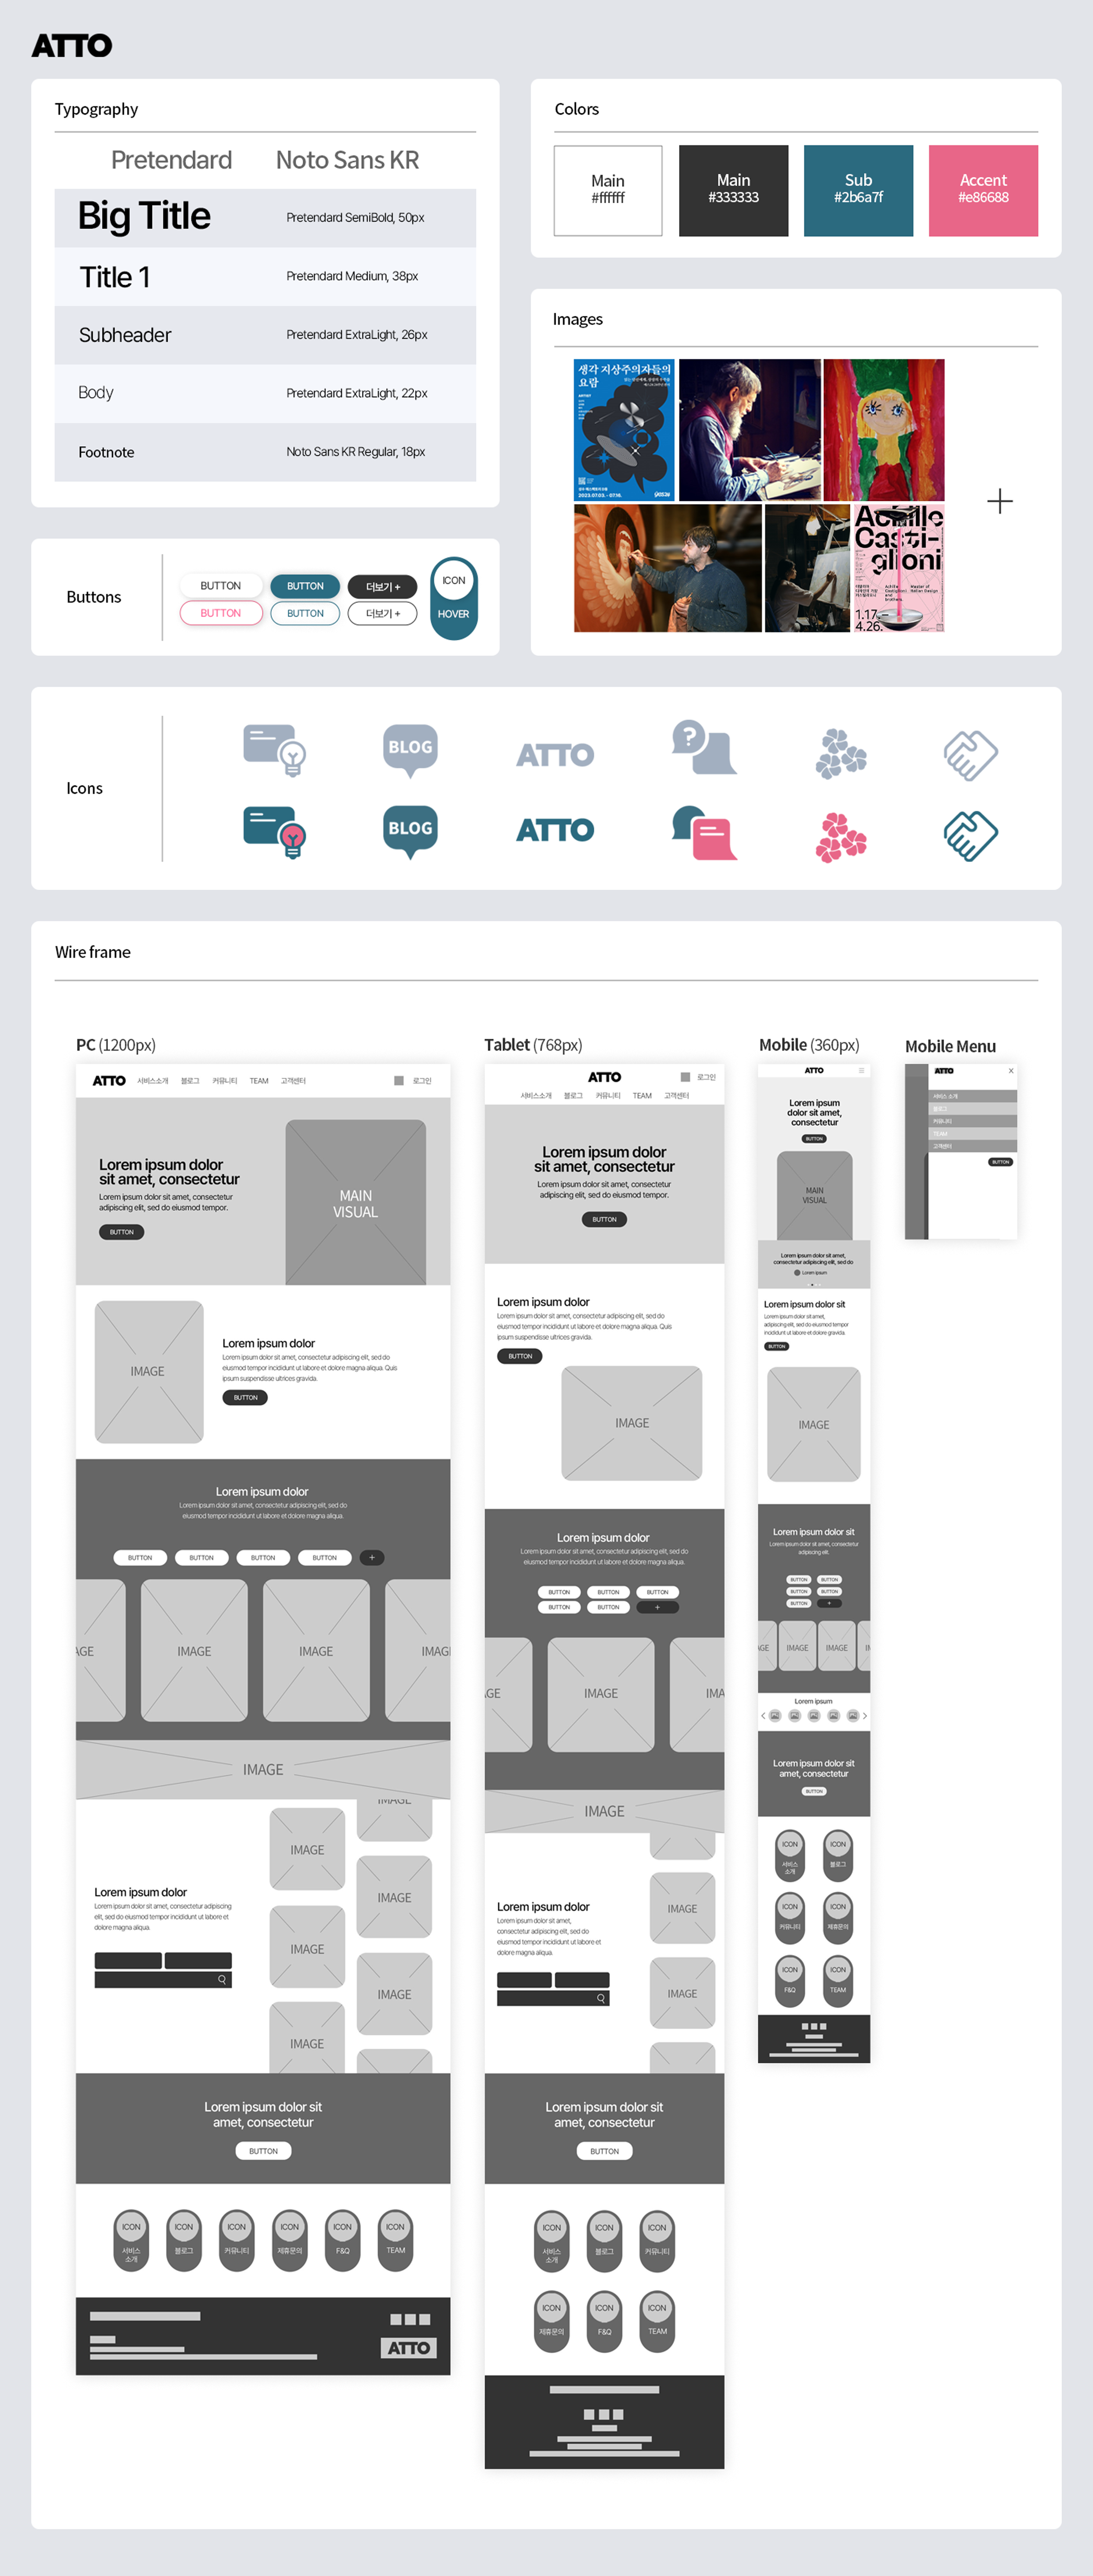 ATTO
Typography
Pretendard
Noto Sans KR
Big Title
Pretendard SemiBold, 50px
Title 1
Pretendard Medium, 38px
Subheader
Pretendard ExtraLight, 26px
Body
Pretendard ExtraLight, 22px
Footnote
Noto Sans KR Regular, 18px
Colors
Main
#ffffff
Main
#333333
Sub
#2b6a7f
Accent
#e86688
Images
생각 지상주의자들의
요람
2023.07.03. - 07.16.
yes24
Achille
Casti-
glioni
1.17.–
4.26.
Buttons
BUTTON
BUTTON
더보기 +
BUTTON
BUTTON
더보기 +
ICON
HOVER
Icons
BLOG
ATTO
?
BLOG
ATTO
Wire frame
PC (1200px)
ATTO
서비스소개
블로그
커뮤니티
TEAM
고객센터
로그인
Lorem ipsum dolor
sit amet, consectetur
Lorem ipsum dolor sit amet, consectetur
adipiscing elit, sed do eiusmod tempor.
BUTTON
MAIN
VISUAL
IMAGE
Lorem ipsum dolor
Lorem ipsum dolor sit amet, consectetur adipiscing elit, sed do
eiusmod tempor incididunt ut labore et dolore magna aliqua. Quis
ipsum suspendisse ultrices gravida.
BUTTON
Lorem ipsum dolor
Lorem ipsum dolor sit amet, consectetur adipiscing elit, sed do
eiusmod tempor incididunt ut labore et dolore magna aliqua.
BUTTON
BUTTON
BUTTON
BUTTON
+
AGE
IMAGE
IMAGE
IMAG
IMAGE
IMAGE
IMAGE
IMAGE
IMAGE
IMAGE
IMAGE
Lorem ipsum dolor
Lorem ipsum dolor sit amet, consectetur adipiscing
elit, sed do eiusmod tempor incididunt ut labore et
dolore magna aliqua.
Lorem ipsum dolor sit
amet, consectetur
BUTTON
ICON
서비스
소개
ICON
블로그
ICON
커뮤니티
ICON
제휴문의
ICON
F&Q
ICON
TEAM
ATTO
Tablet (768px)
ATTO
로그인
서비스소개
블로그
커뮤니티
TEAM
고객센터
Lorem ipsum dolor
sit amet, consectetur
Lorem ipsum dolor sit amet, consectetur
adipiscing elit, sed do eiusmod tempor.
BUTTON
Lorem ipsum dolor
Lorem ipsum dolor sit amet, consectetur adipiscing elit, sed do
eiusmod tempor incididunt ut labore et dolore magna aliqua. Quis
ipsum suspendisse ultrices gravida.
BUTTON
IMAGE
Lorem ipsum dolor
Lorem ipsum dolor sit amet, consectetur adipiscing elit, sed do
eiusmod tempor incididunt ut labore et dolore magna aliqua.
BUTTON
BUTTON
BUTTON
BUTTON
BUTTON
+
GE
IMAGE
IMA
IMAGE
IMAGE
IMAGE
Lorem ipsum dolor
Lorem ipsum dolor sit amet,
consectetur adipiscing elit, sed do
eiusmod tempor incididunt ut labore et
dolore magna aliqua.
Lorem ipsum dolor sit
amet, consectetur
BUTTON
ICON
서비스
소개
ICON
블로그
ICON
커뮤니티
ICON
제휴문의
ICON
F&Q
ICON
TEAM
Mobile (360px)
ATTO
Lorem ipsum
dolor sit amet,
consectetur
BUTTON
MAIN
VISUAL
Lorem ipsum dolor sit amet,
consectetur adipiscing elit, sed do
Lorem ipsum
Lorem ipsum dolor sit
Lorem ipsum dolor sit amet,
adipiscing elit, sed do eiusmod tempor
incididunt ut labore et dolore gravida.
BUTTON
IMAGE
Lorem ipsum dolor sit
Lorem ipsum dolor sit amet, consectetur
adipiscing elit.
BUTTON
BUTTON
BUTTON
BUTTON
BUTTON
+
GE
IMAGE
IMAGE
IM
Lorem ipsum
Lorem ipsum dolor sit
amet, consectetur
BUTTON
ICON
서비스
소개
ICON
블로그
ICON
커뮤니티
ICON
제휴문의
ICON
F&Q
ICON
TEAM
Mobile Menu
ATTO
서비스 소개
블로그
커뮤니티
TEAM
고객센터
BUTTON